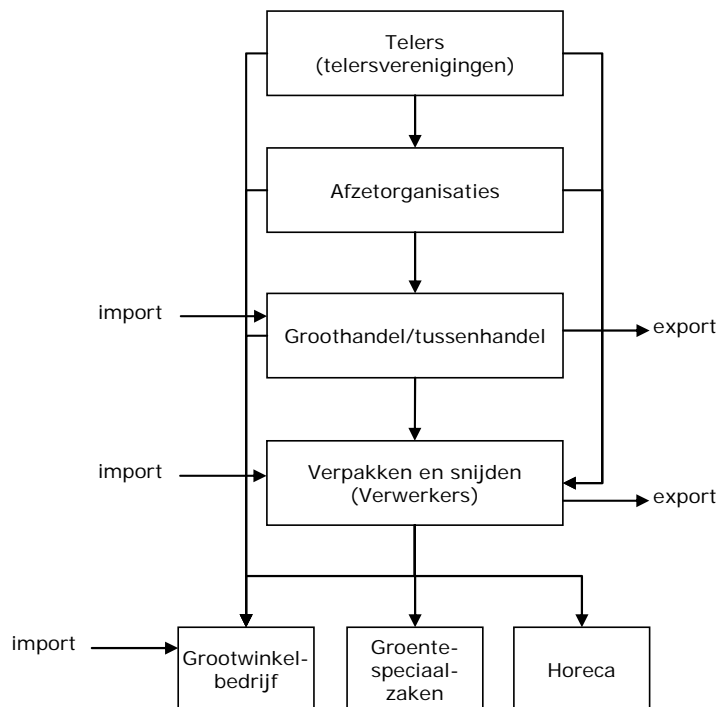 Telers
(telersverenigingen)
Afzetorganisaties
import
Groothandel/tussenhandel
export
import
Verpakken en snijden
(Verwerkers)
export
import
Grootwinkel-
bedrijf
Groente-
speciaal-
zaken
Horeca